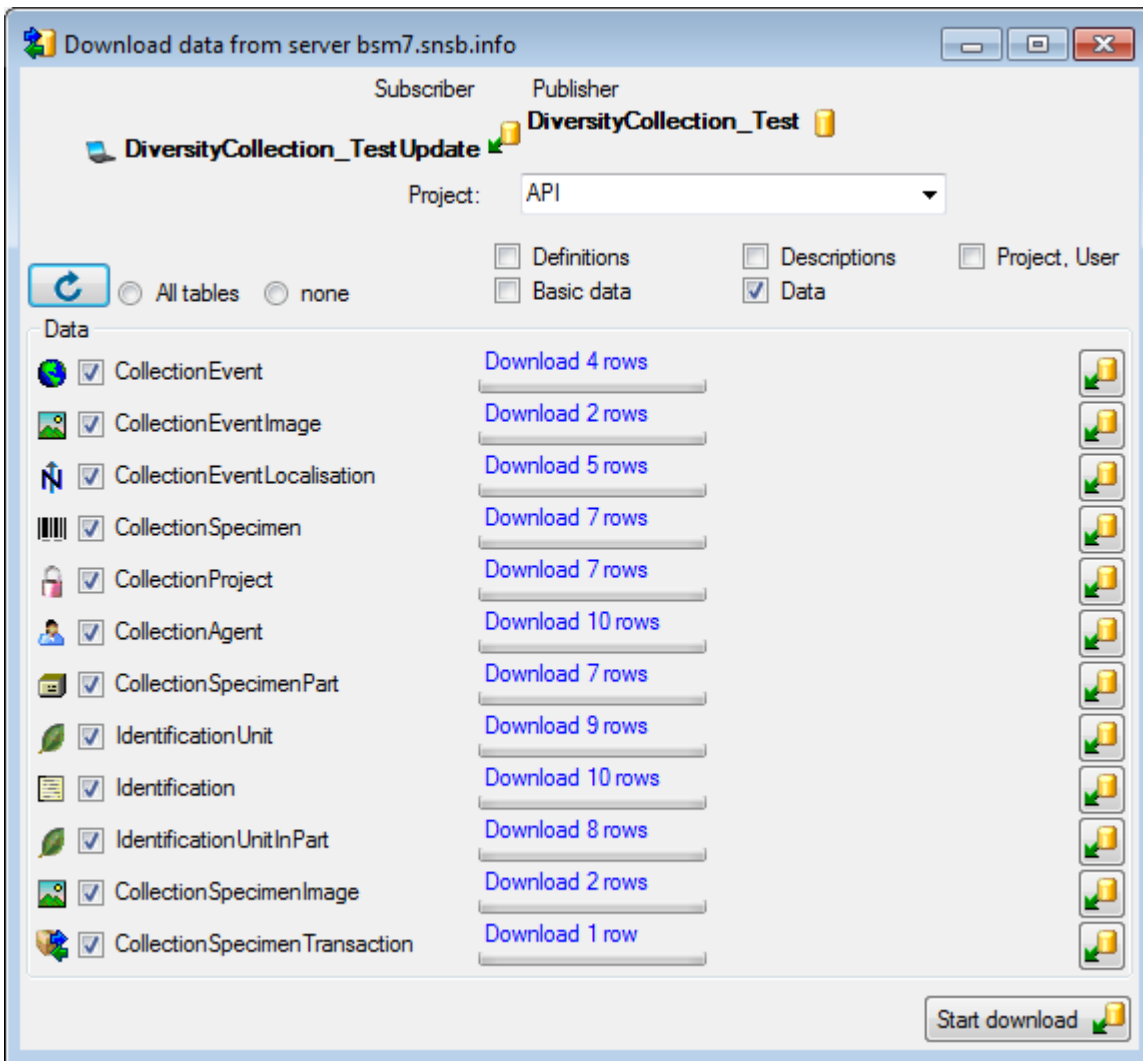 Download data from server bsm7.snsb.info
Subscriber Publisher
DiversityCollection_TestUpdate DiversityCollection_Test
Project: API
Definitions Descriptions Project, User
All tables none Basic data Data
Data
CollectionEvent Download 4 rows
CollectionEventImage Download 2 rows
CollectionEventLocalisation Download 5 rows
CollectionSpecimen Download 7 rows
CollectionProject Download 7 rows
CollectionAgent Download 10 rows
CollectionSpecimenPart Download 7 rows
IdentificationUnit Download 9 rows
Identification Download 10 rows
IdentificationUnitInPart Download 8 rows
CollectionSpecimenImage Download 2 rows
CollectionSpecimenTransaction Download 1 row
Start download